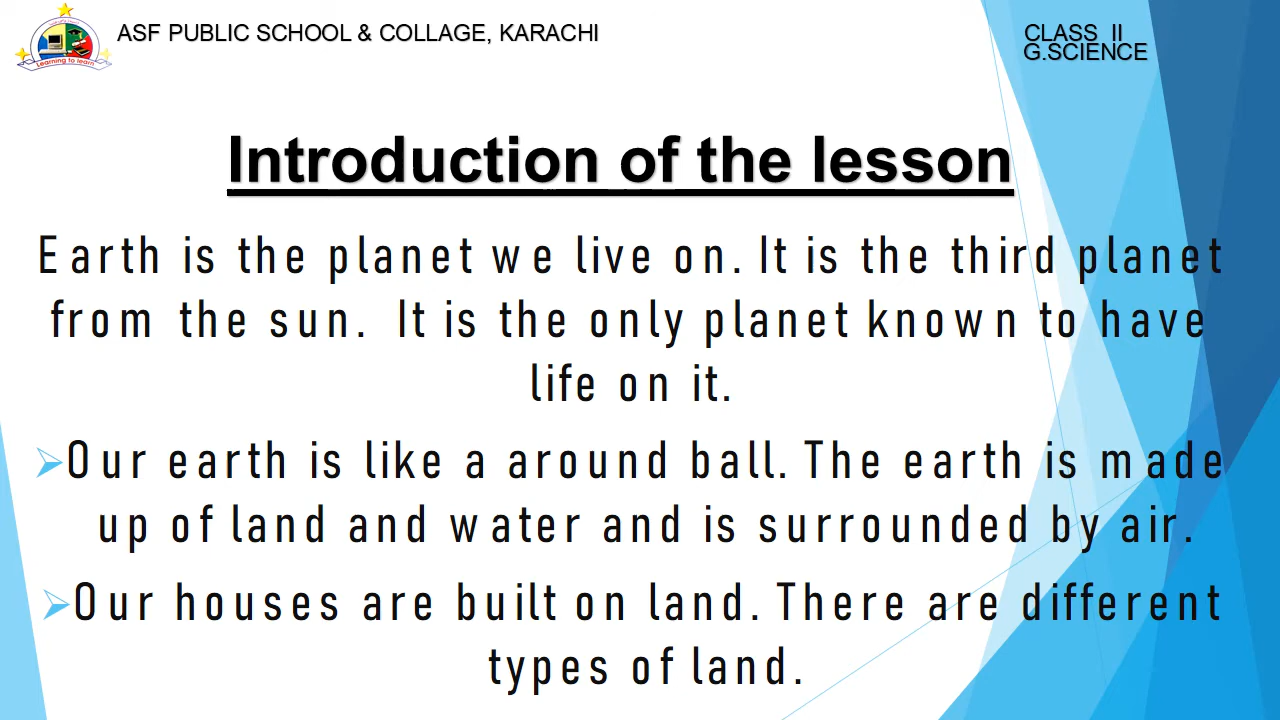 ASF PUBLIC SCHOOL & COLLAGE, KARACHI
CLASS II
G.SCIENCE
Learning to learn
Introduction of the lesson
Earth is the planet we live on. It is the third planet
from the sun. It is the only planet known to have
life on it.
➢Our earth is like a around ball. The earth is made
up of land and water and is surrounded by air.
➢Our houses are built on land. There are different
types of land.